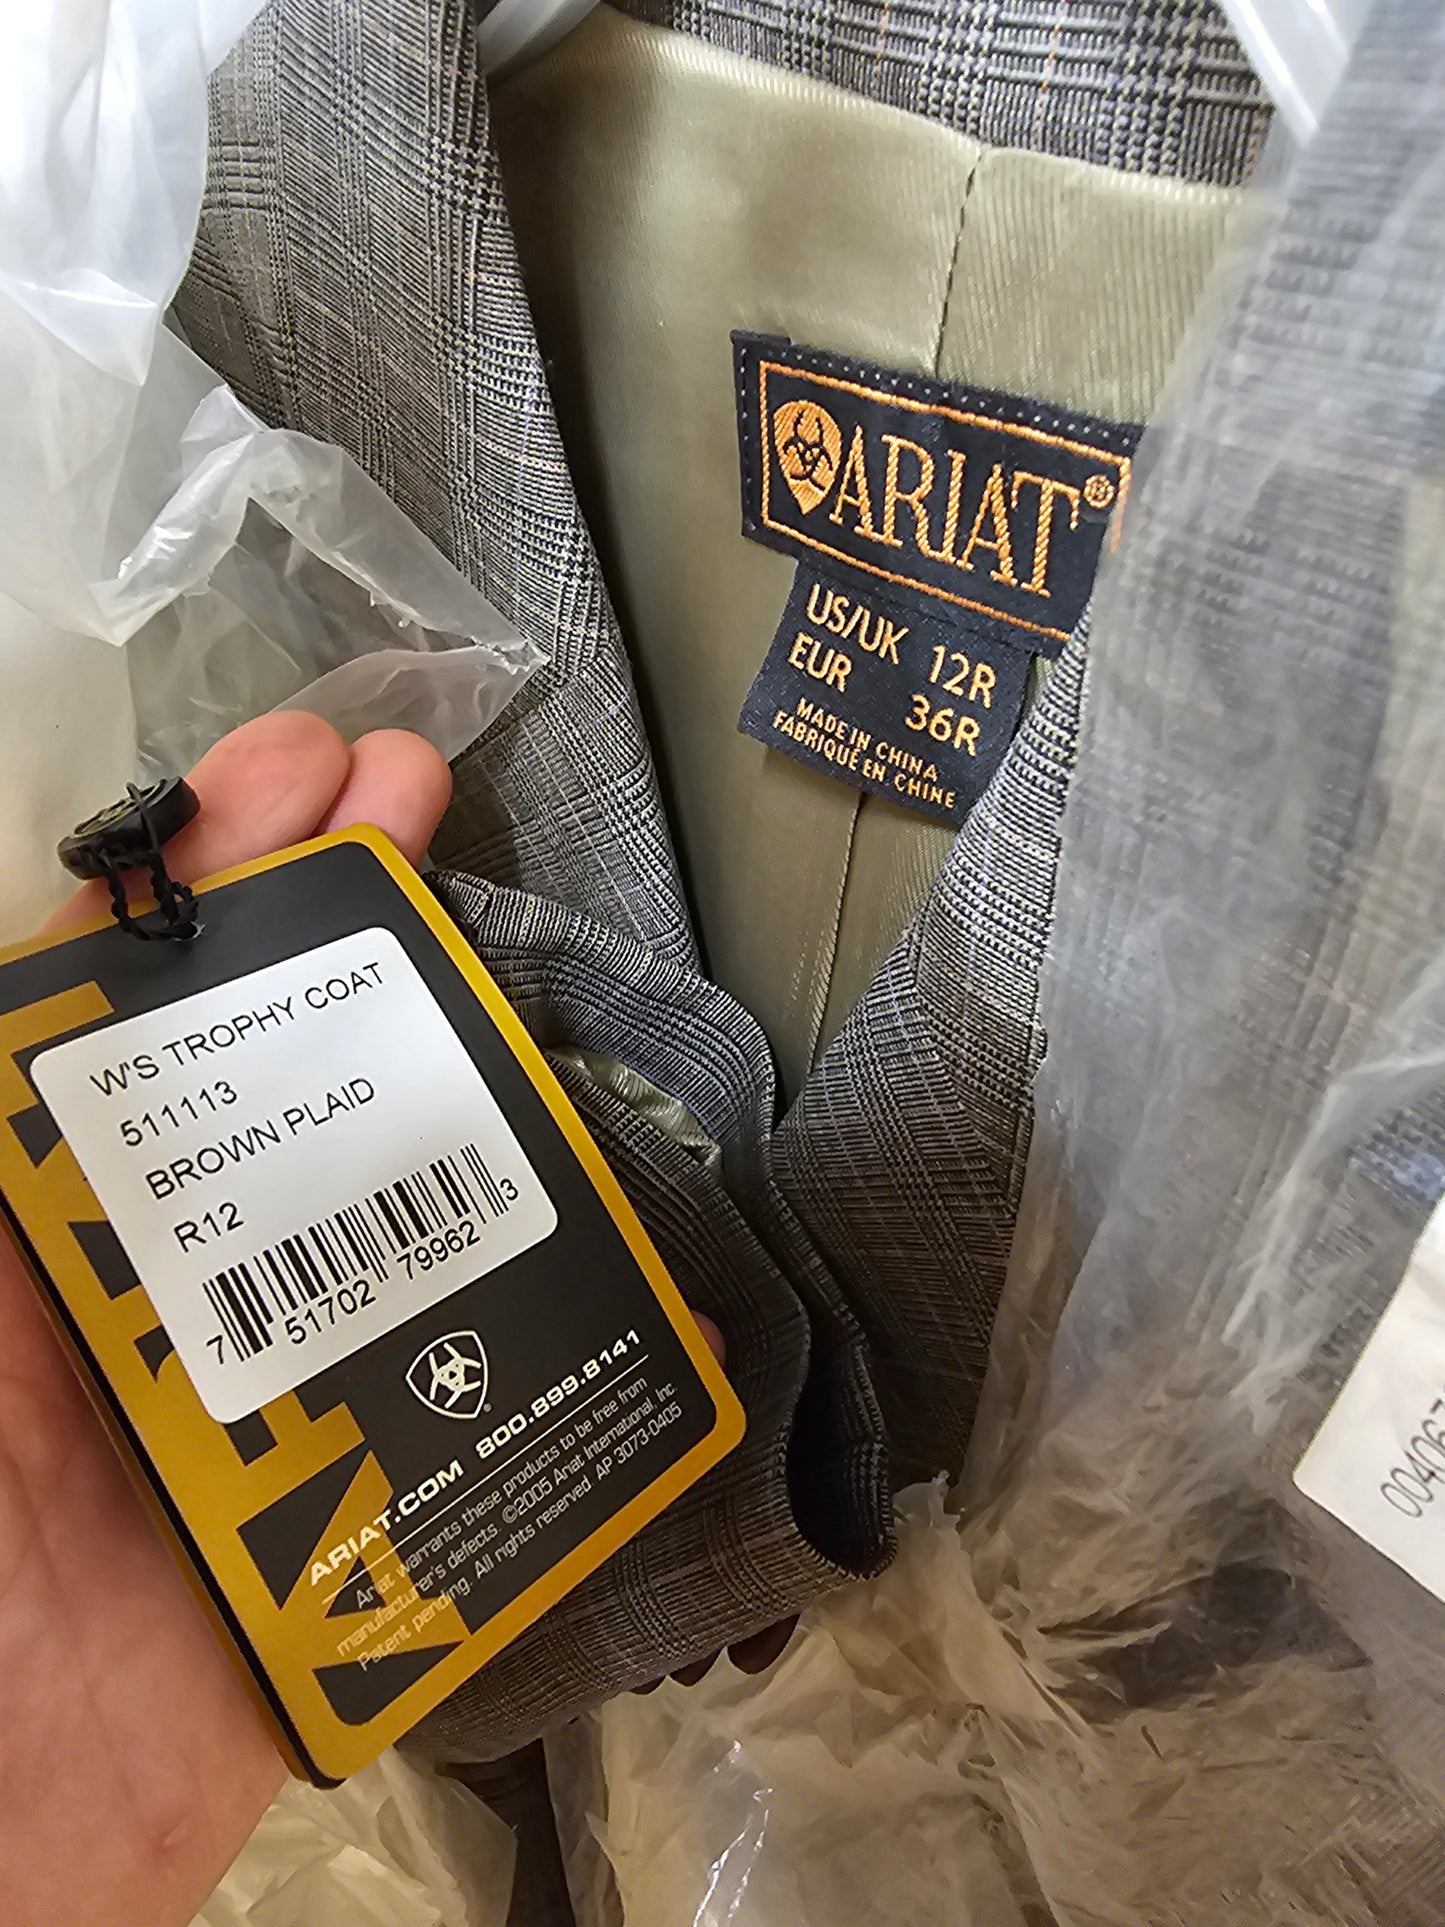 ARIAT®
US/UK 12R
EUR 36R
MADE IN CHINA
FABRIQUÉ EN CHINE
W'S TROPHY COAT
511113
BROWN PLAID
R12
7 51702 79962 3
ARIAT.COM 800.899.8141
Ariat warrants these products to be free from
manufacturer's defects. ©2005 Ariat International, Inc.
Patent pending. All rights reserved. AP 3073-0405